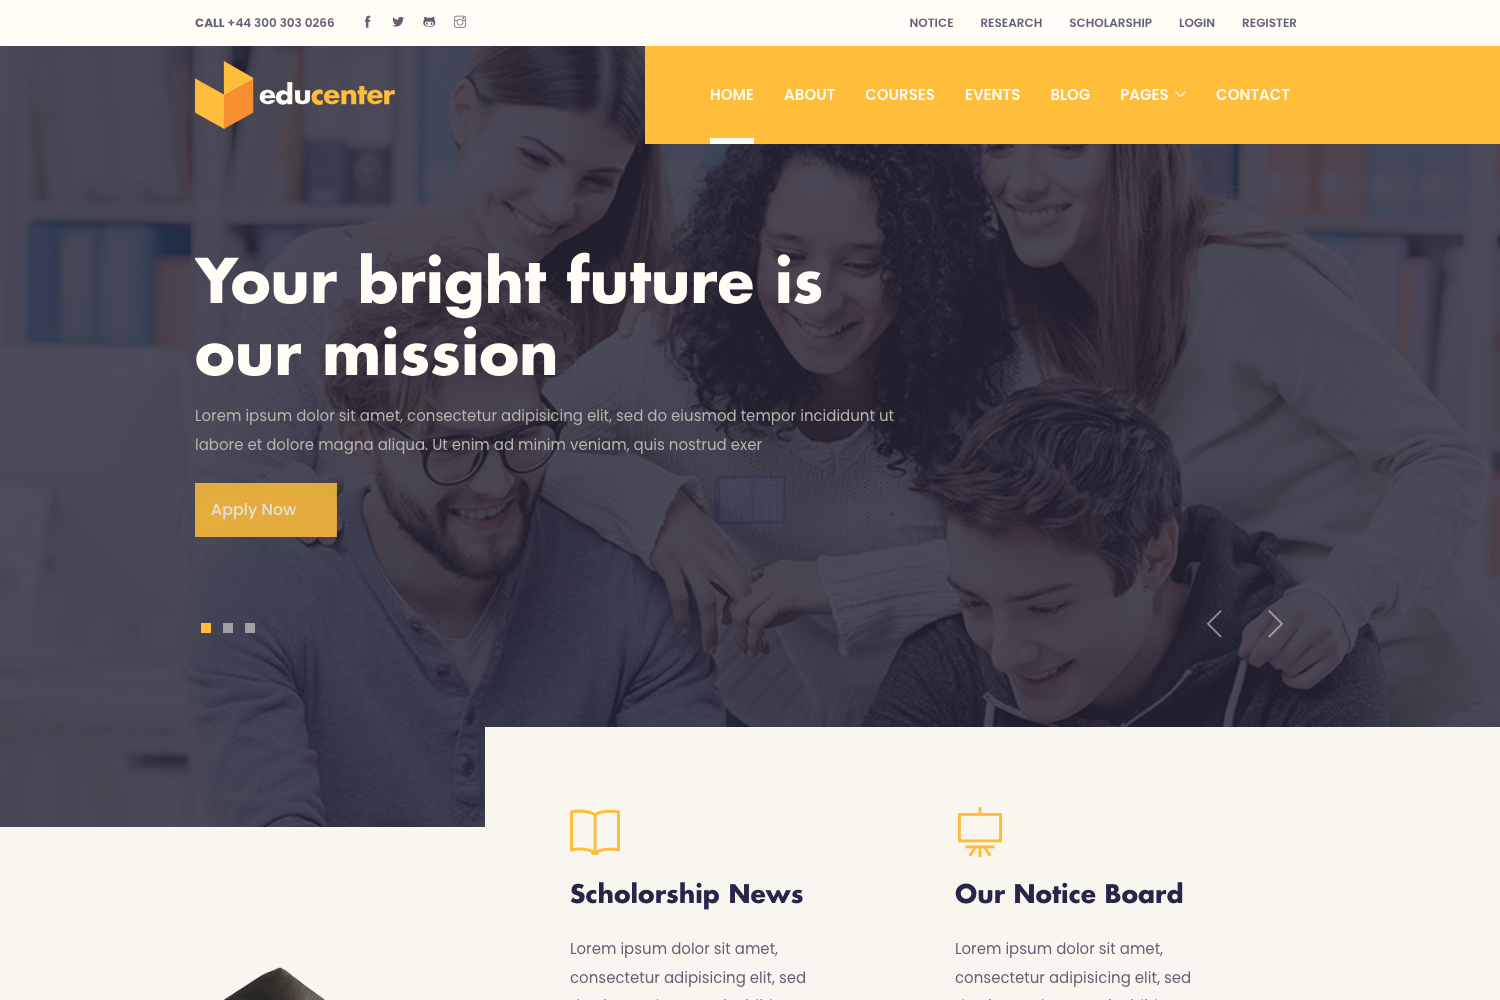 CALL +44 300 303 0266
NOTICE RESEARCH SCHOLARSHIP LOGIN REGISTER
educenter
HOME ABOUT COURSES EVENTS BLOG PAGES CONTACT
Your bright future is
our mission
Lorem ipsum dolor sit amet, consectetur adipisicing elit, sed do eiusmod tempor incididunt ut
labore et dolore magna aliqua. Ut enim ad minim veniam, quis nostrud exer
Apply Now
Scholorship News
Lorem ipsum dolor sit amet,
consectetur adipisicing elit, sed
Our Notice Board
Lorem ipsum dolor sit amet,
consectetur adipisicing elit, sed